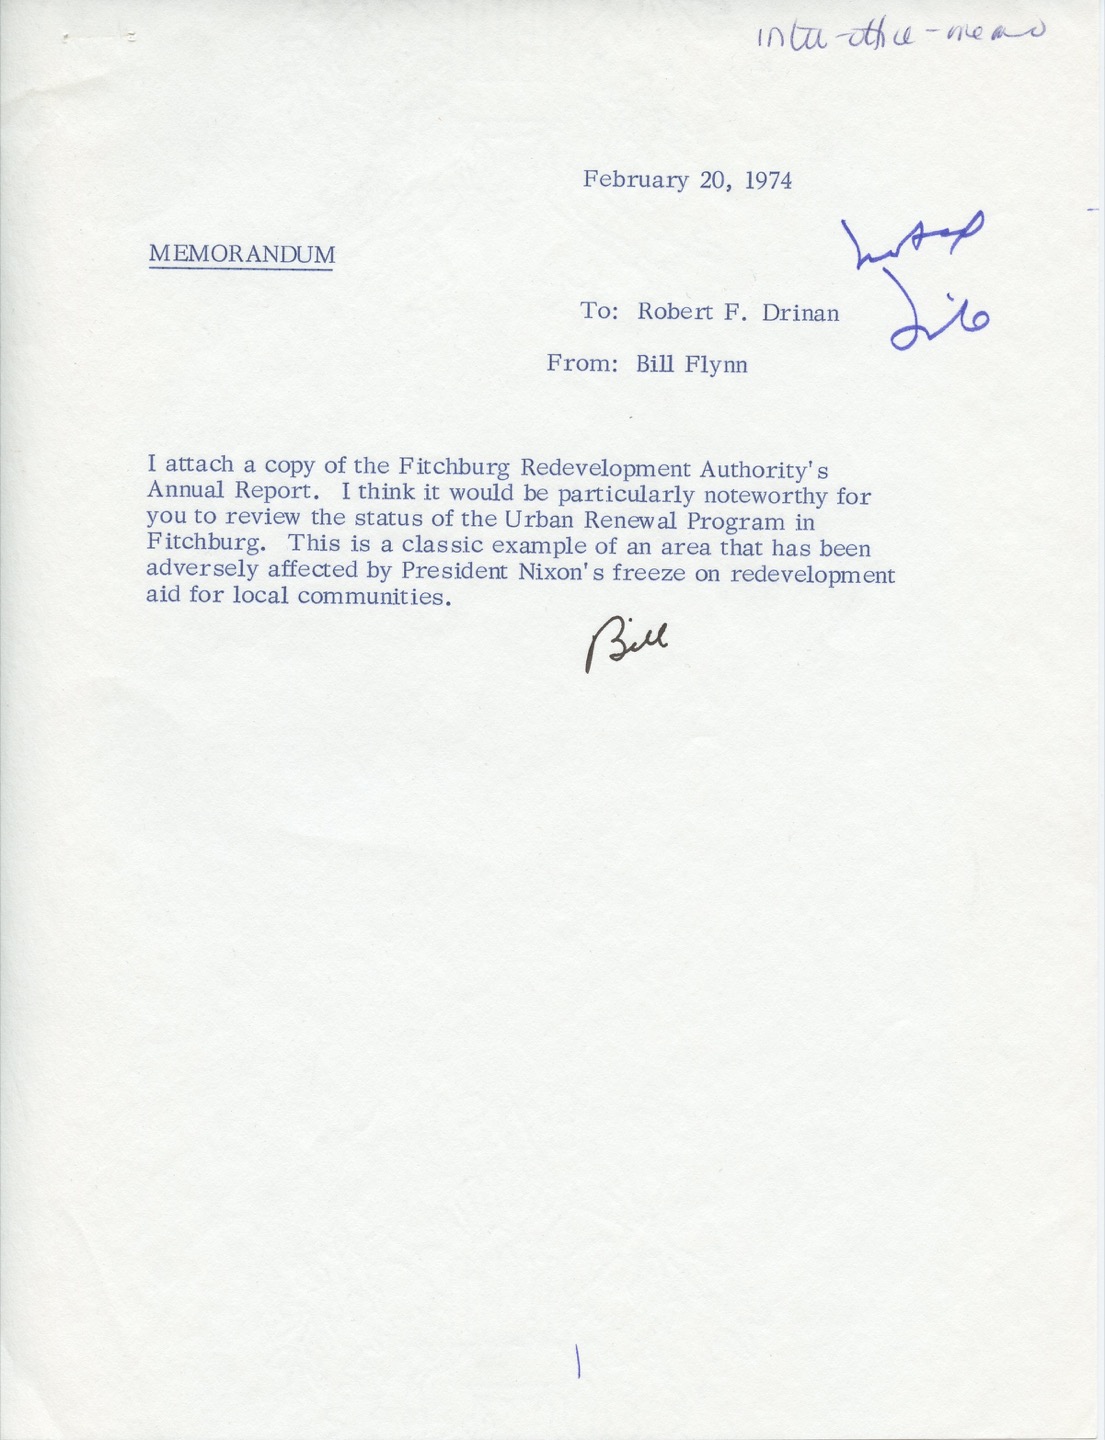 inter-office-memo
February 20, 1974
MEMORANDUM
noted
file
To: Robert F. Drinan
From: Bill Flynn
I attach a copy of the Fitchburg Redevelopment Authority's
Annual Report. I think it would be particularly noteworthy for
you to review the status of the Urban Renewal Program in
Fitchburg. This is a classic example of an area that has been
adversely affected by President Nixon's freeze on redevelopment
aid for local communities.
Bill
1